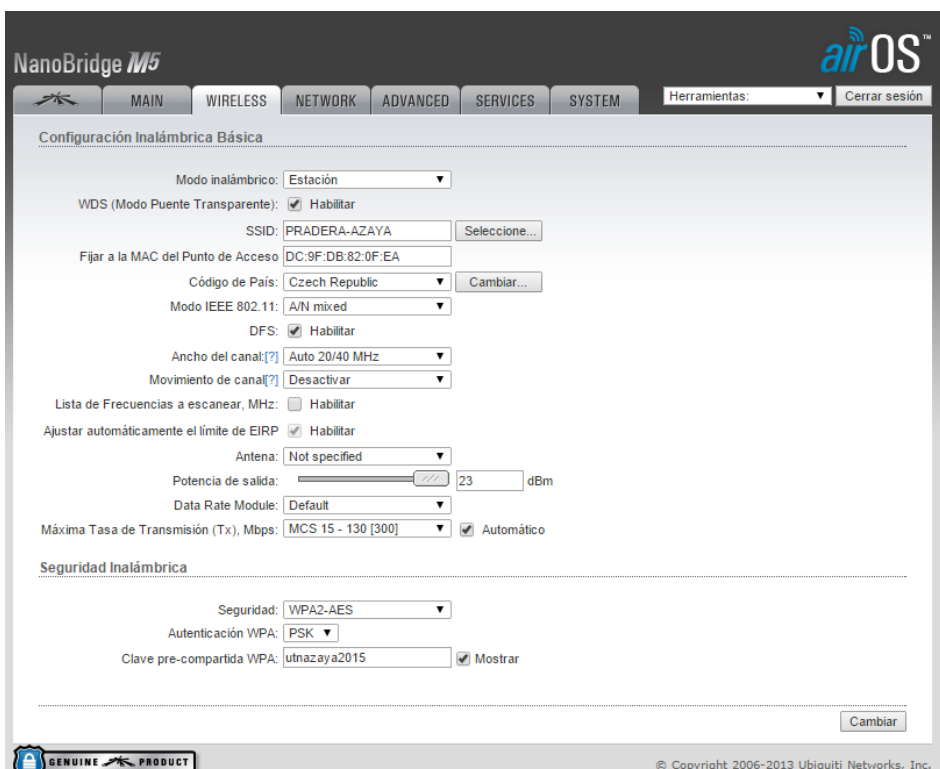 NanoBridge M5
airOS™
MAIN WIRELESS NETWORK ADVANCED SERVICES SYSTEM Herramientas: Cerrar sesión
Configuración Inalámbrica Básica
Modo inalámbrico: Estación
WDS (Modo Puente Transparente): Habilitar
SSID: PRADERA-AZAYA Seleccione...
Fijar a la MAC del Punto de Acceso DC:9F:DB:82:0F:EA
Código de País: Czech Republic Cambiar...
Modo IEEE 802.11: A/N mixed
DFS: Habilitar
Ancho del canal:[?] Auto 20/40 MHz
Movimiento de canal[?] Desactivar
Lista de Frecuencias a escanear, MHz: Habilitar
Ajustar automáticamente el límite de EIRP Habilitar
Antena: Not specified
Potencia de salida: 23 dBm
Data Rate Module: Default
Máxima Tasa de Transmisión (Tx), Mbps: MCS 15 - 130 [300] Automático
Seguridad Inalámbrica
Seguridad: WPA2-AES
Autenticación WPA: PSK
Clave pre-compartida WPA: utnazaya2015 Mostrar
Cambiar
GENUINE PRODUCT
© Copyright 2006-2013 Ubiquiti Networks, Inc.